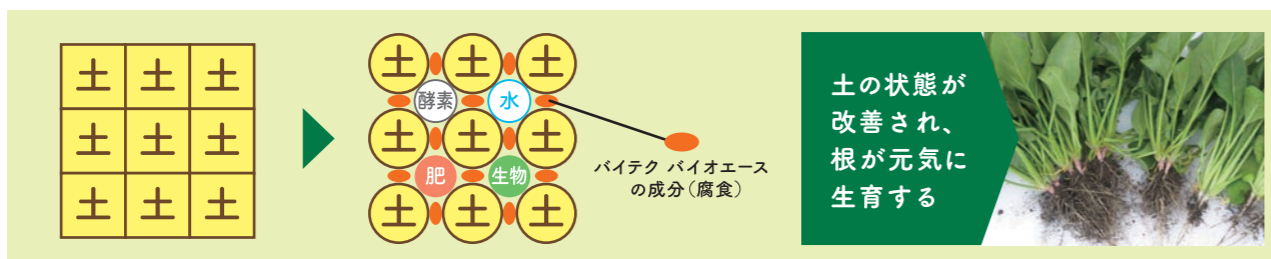 土 土 土
土 土 土
土 土 土
土 土 土
酵素 水
土 土 土
肥 生物
土 土 土
バイテク バイオエース
の成分(腐食)
土の状態が
改善され、
根が元気に
生育する